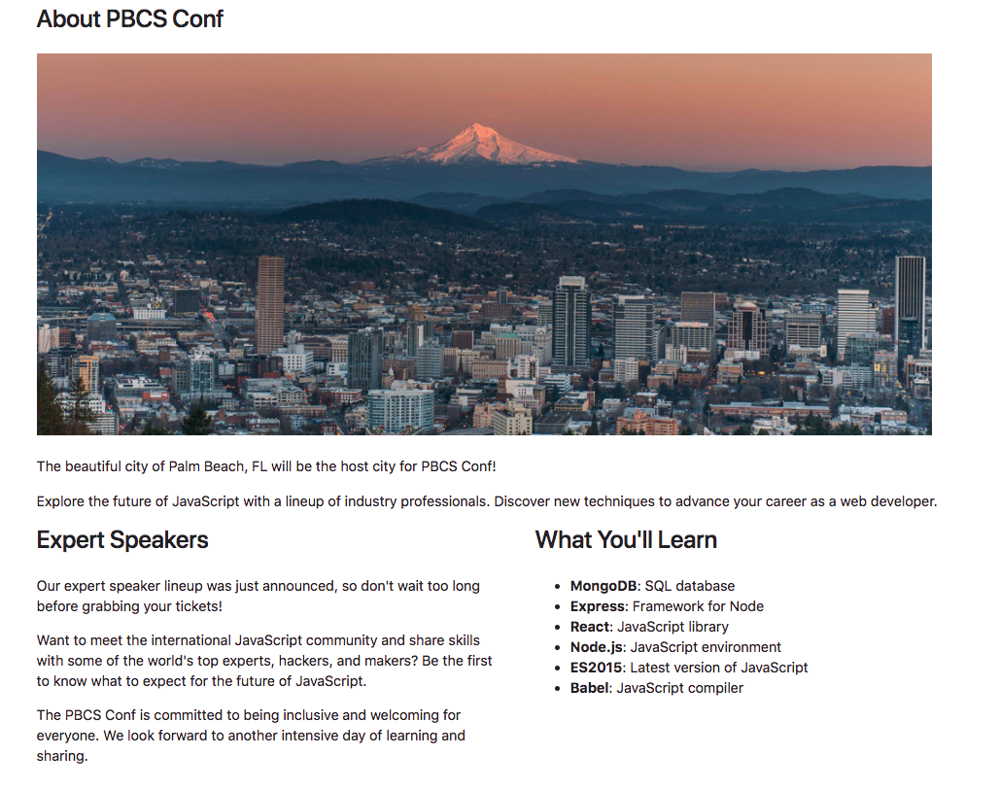 About PBCS Conf
The beautiful city of Palm Beach, FL will be the host city for PBCS Conf!
Explore the future of JavaScript with a lineup of industry professionals. Discover new techniques to advance your career as a web developer.
Expert Speakers
Our expert speaker lineup was just announced, so don't wait too long
before grabbing your tickets!
Want to meet the international JavaScript community and share skills
with some of the world's top experts, hackers, and makers? Be the first
to know what to expect for the future of JavaScript.
The PBCS Conf is committed to being inclusive and welcoming for
everyone. We look forward to another intensive day of learning and
sharing.
What You'll Learn
• MongoDB: SQL database
• Express: Framework for Node
• React: JavaScript library
• Node.js: JavaScript environment
• ES2015: Latest version of JavaScript
• Babel: JavaScript compiler